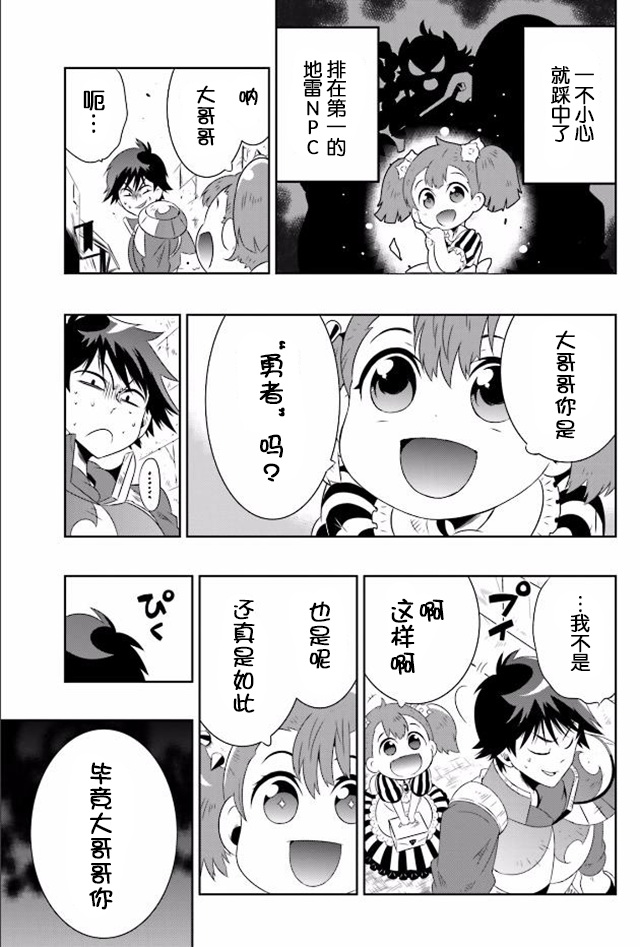 一不小心
就踩中了
排在第一的
地雷NPC
呐
大哥哥
呃…
大哥哥你是
“勇者”吗？
……
…我不是
プイ
啊
这样啊
也是呢
还真是如此
ぴく
毕竟大哥哥你